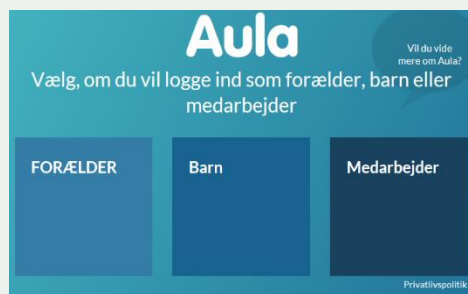 Aula
Vil du vide
mere om Aula?
Vælg, om du vil logge ind som forælder, barn eller
medarbejder
FORÆLDER
Barn
Medarbejder
Privatlivspolitik